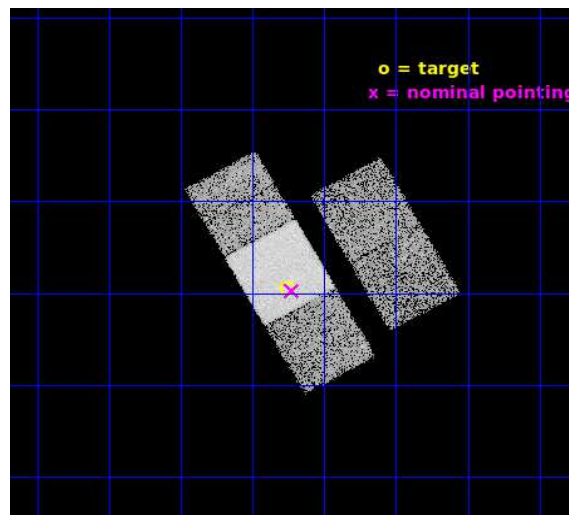 o = target
x = nominal pointing